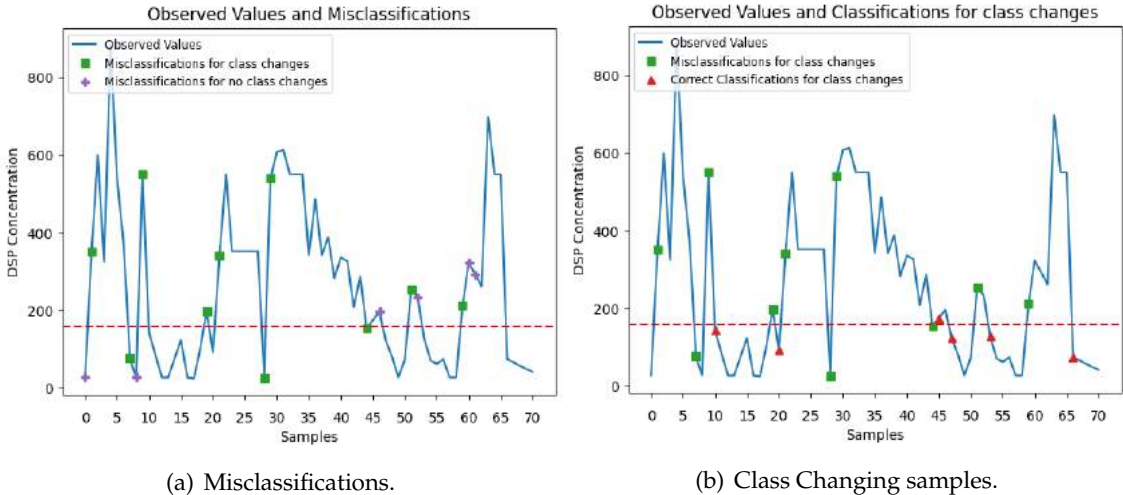 Observed Values and Misclassifications
Observed Values
Misclassifications for class changes
Misclassifications for no class changes
DSP Concentration
800
600
400
200
0
0 5 10 15 20 25 30 35 40 45 50 55 60 65 70
Samples
(a) Misclassifications.
Observed Values and Classifications for class changes
Observed Values
Misclassifications for class changes
Correct Classifications for class changes
DSP Concentration
800
600
400
200
0
0 5 10 15 20 25 30 35 40 45 50 55 60 65 70
Samples
(b) Class Changing samples.